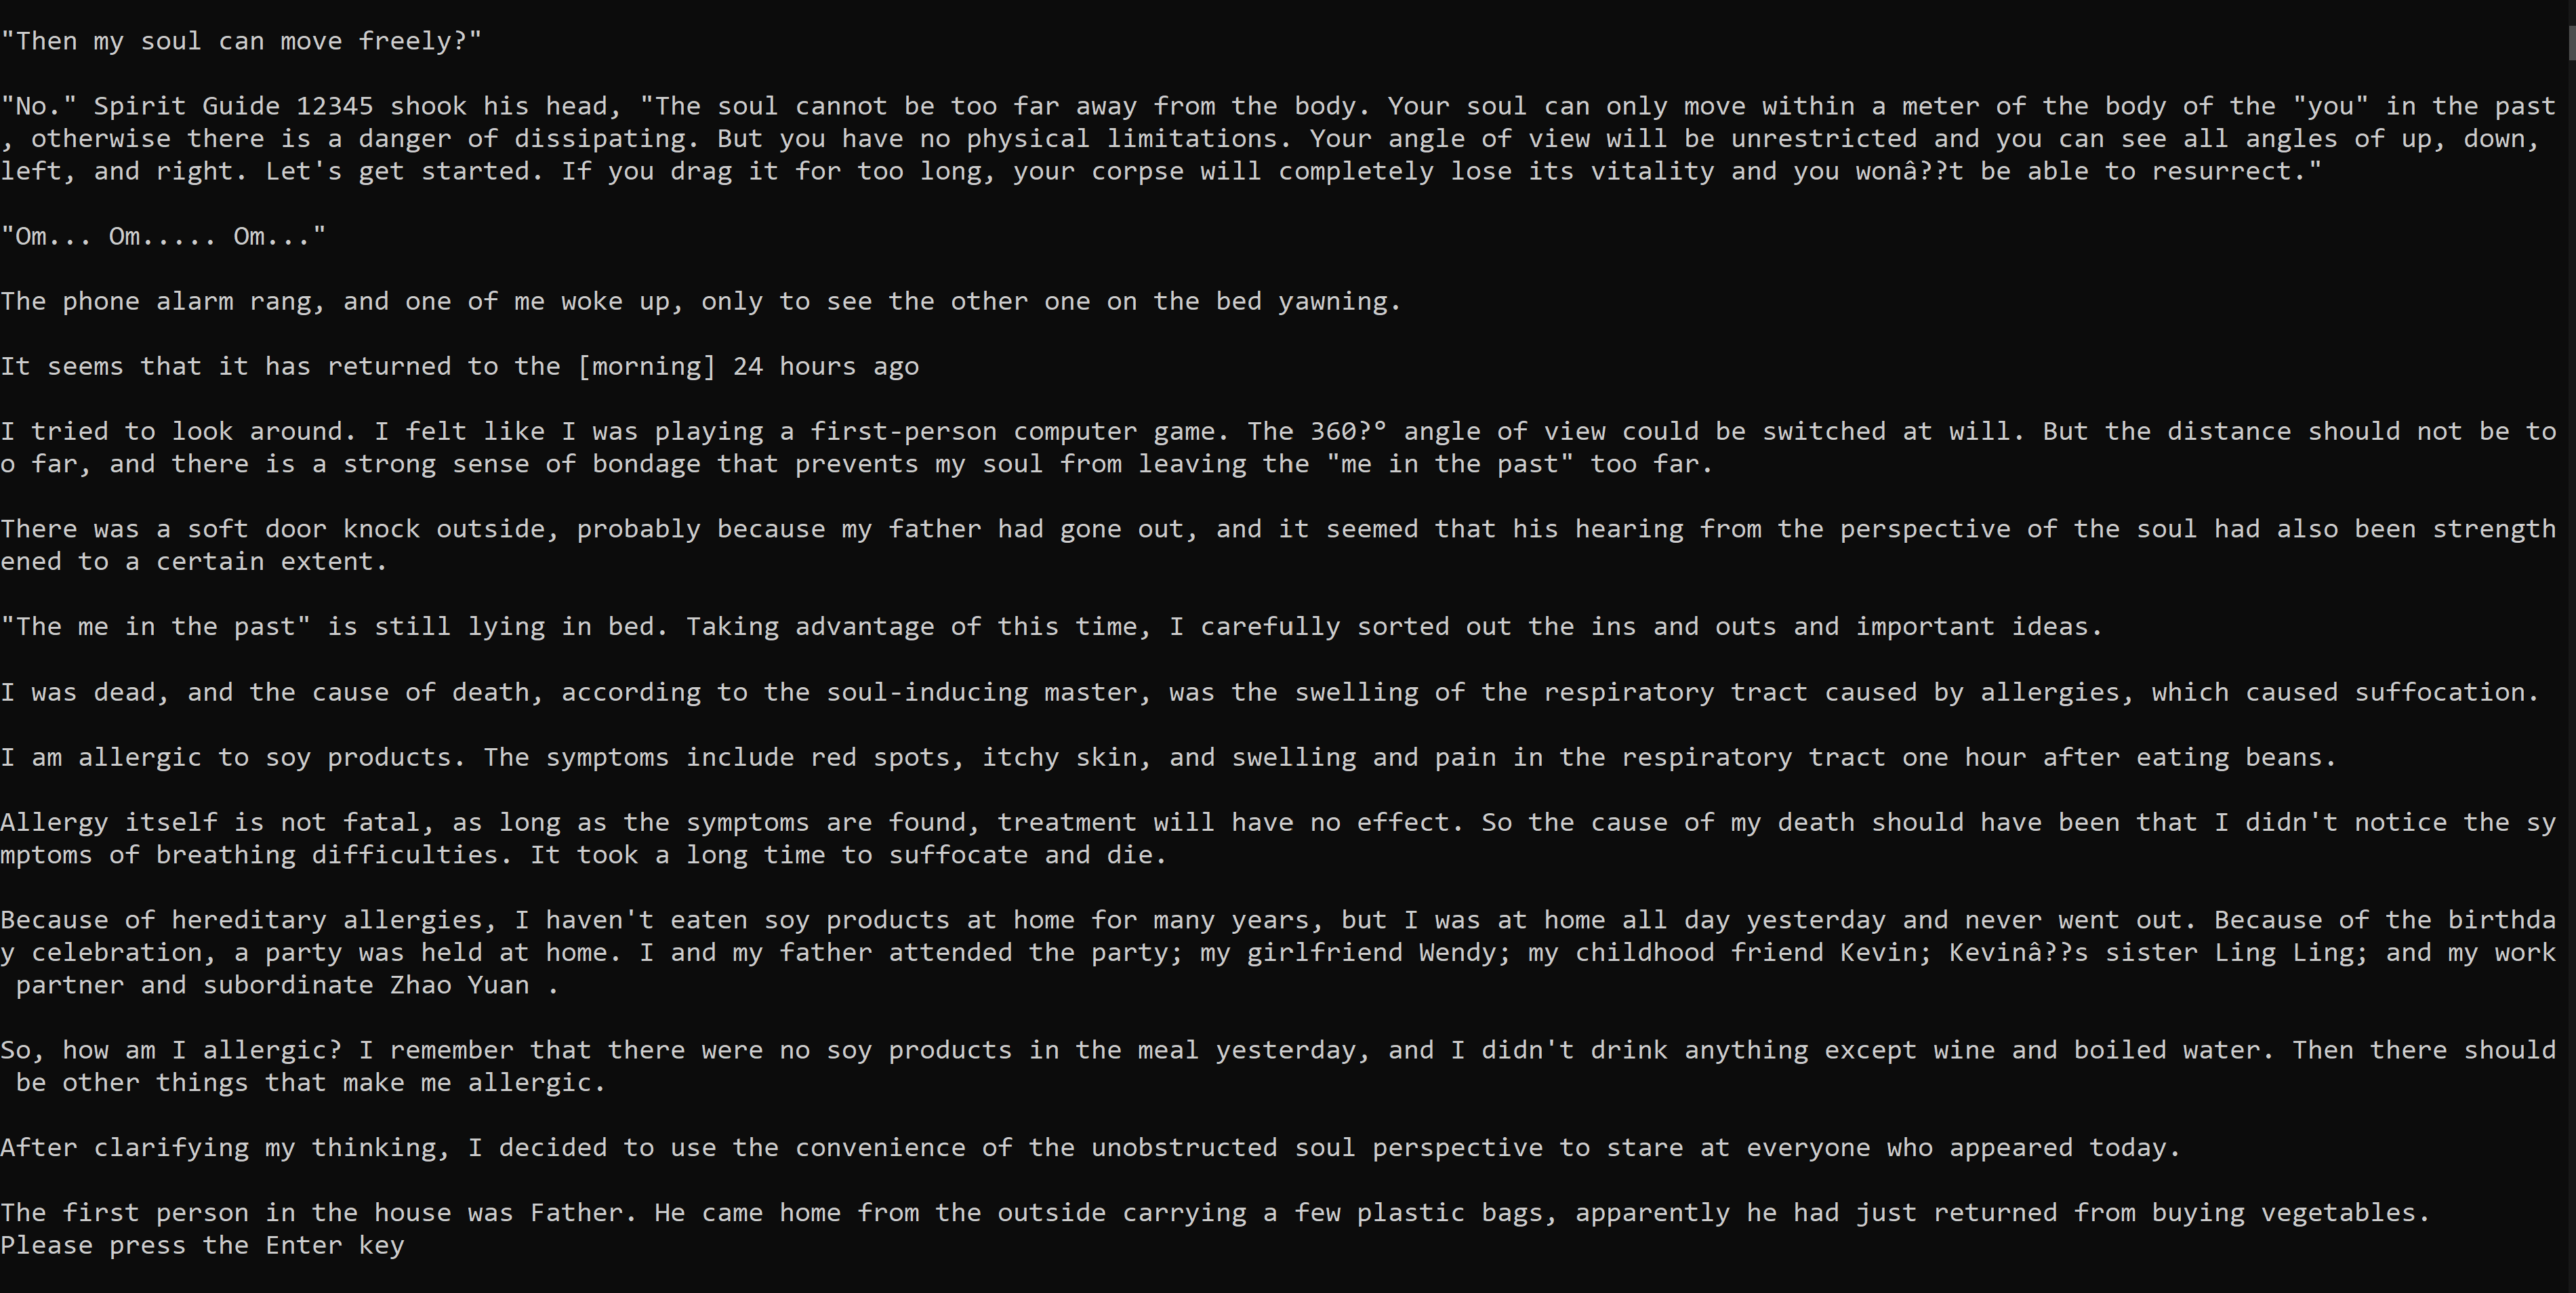 "Then my soul can move freely?"
"No." Spirit Guide 12345 shook his head, "The soul cannot be too far away from the body. Your soul can only move within a meter of the body of the "you" in the past
, otherwise there is a danger of dissipating. But you have no physical limitations. Your angle of view will be unrestricted and you can see all angles of up, down,
left, and right. Let's get started. If you drag it for too long, your corpse will completely lose its vitality and you wonâ??t be able to resurrect."
"Om... Om..... Om..."
The phone alarm rang, and one of me woke up, only to see the other one on the bed yawning.
It seems that it has returned to the [morning] 24 hours ago
I tried to look around. I felt like I was playing a first-person computer game. The 360?° angle of view could be switched at will. But the distance should not be to
o far, and there is a strong sense of bondage that prevents my soul from leaving the "me in the past" too far.
There was a soft door knock outside, probably because my father had gone out, and it seemed that his hearing from the perspective of the soul had also been strength
ened to a certain extent.
"The me in the past" is still lying in bed. Taking advantage of this time, I carefully sorted out the ins and outs and important ideas.
I was dead, and the cause of death, according to the soul-inducing master, was the swelling of the respiratory tract caused by allergies, which caused suffocation.
I am allergic to soy products. The symptoms include red spots, itchy skin, and swelling and pain in the respiratory tract one hour after eating beans.
Allergy itself is not fatal, as long as the symptoms are found, treatment will have no effect. So the cause of my death should have been that I didn't notice the sy
mptoms of breathing difficulties. It took a long time to suffocate and die.
Because of hereditary allergies, I haven't eaten soy products at home for many years, but I was at home all day yesterday and never went out. Because of the birthda
y celebration, a party was held at home. I and my father attended the party; my girlfriend Wendy; my childhood friend Kevin; Kevinâ??s sister Ling Ling; and my work
 partner and subordinate Zhao Yuan .
So, how am I allergic? I remember that there were no soy products in the meal yesterday, and I didn't drink anything except wine and boiled water. Then there should
 be other things that make me allergic.
After clarifying my thinking, I decided to use the convenience of the unobstructed soul perspective to stare at everyone who appeared today.
The first person in the house was Father. He came home from the outside carrying a few plastic bags, apparently he had just returned from buying vegetables.
Please press the Enter key